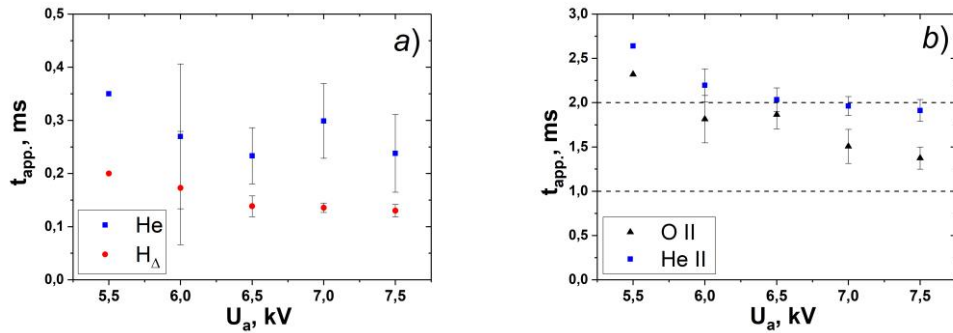 a)
0,5
0,4
0,3
0,2
0,1
0,0
t_app., ms
He
H_Δ
5,5 6,0 6,5 7,0 7,5
U_a, kV
b)
3,0
2,5
2,0
1,5
1,0
0,5
0,0
t_app., ms
O II
He II
5,5 6,0 6,5 7,0 7,5
U_a, kV